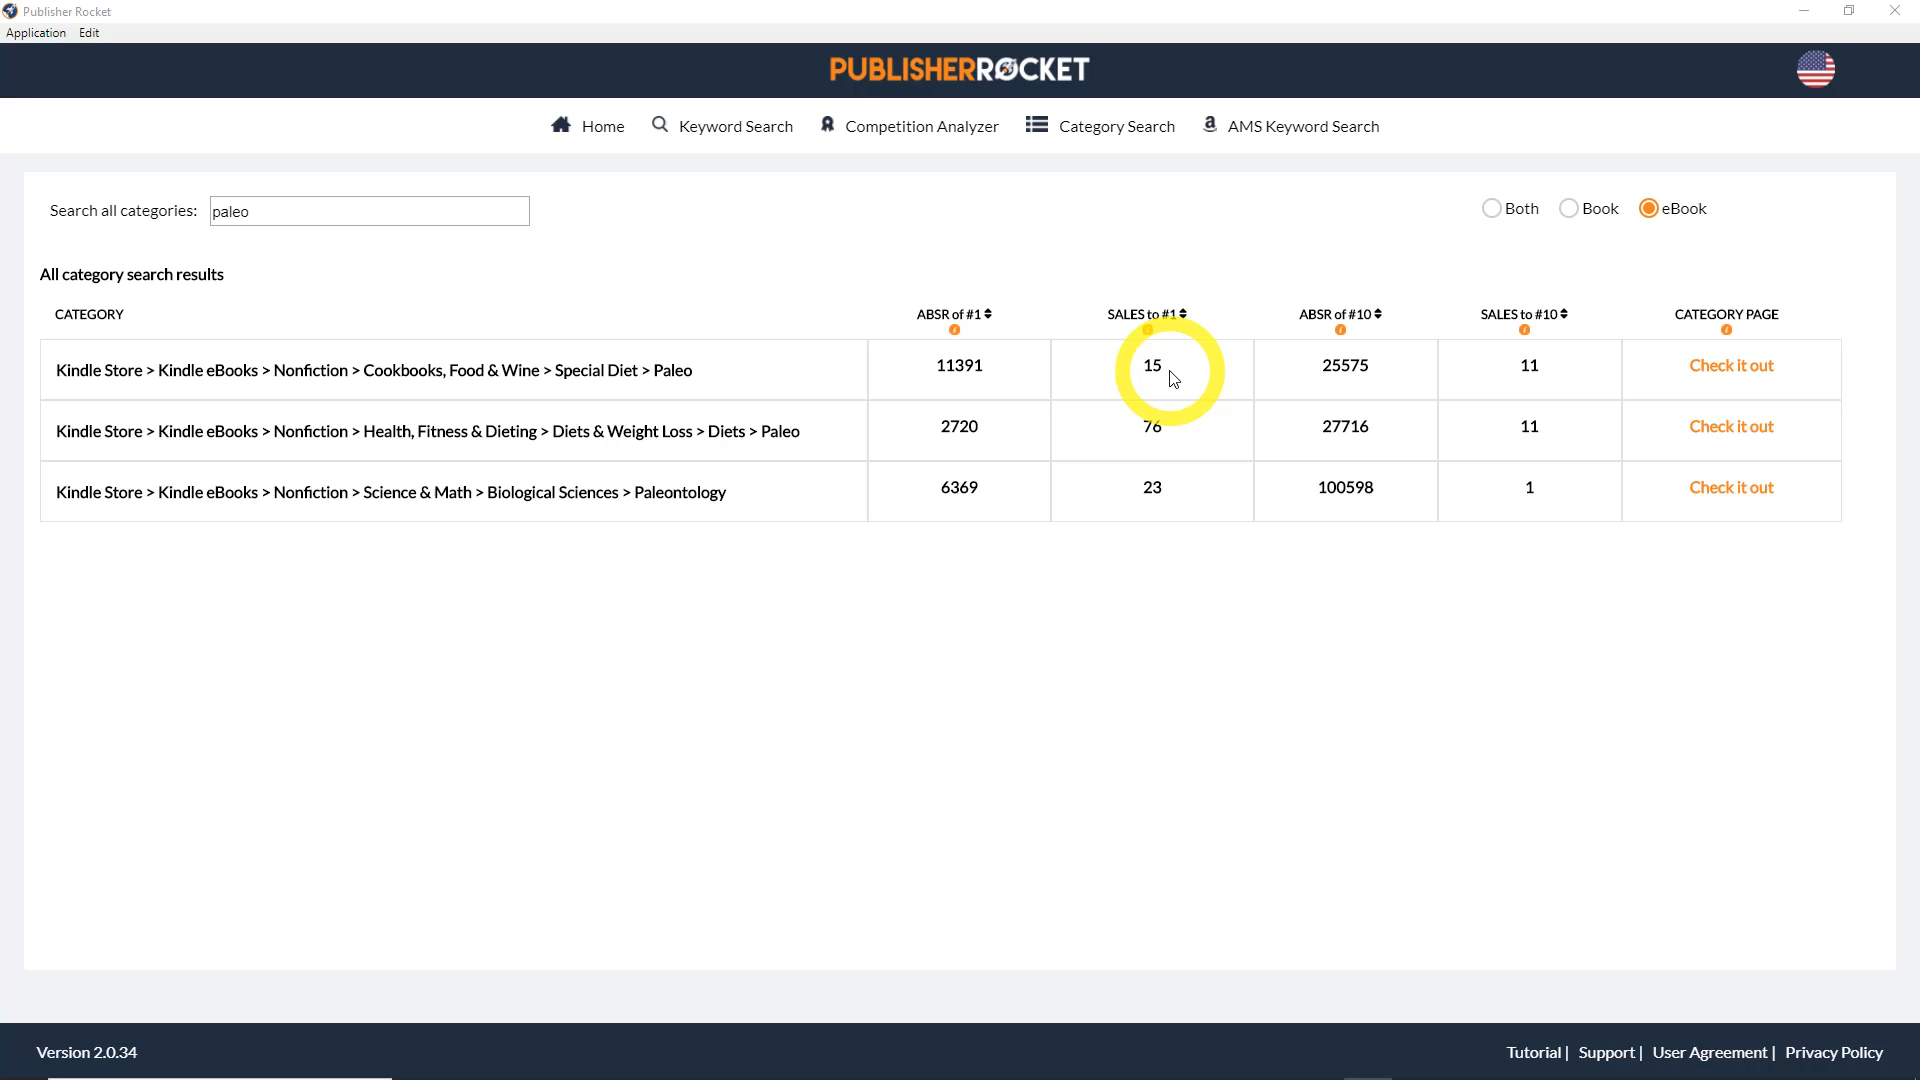 Publisher Rocket
Application Edit
PUBLISHERROCKET
Home Keyword Search Competition Analyzer Category Search AMS Keyword Search
Search all categories: paleo Both Book eBook
All category search results
CATEGORY ABSR of #1 SALES to #1 ABSR of #10 SALES to #10 CATEGORY PAGE
Kindle Store > Kindle eBooks > Nonfiction > Cookbooks, Food & Wine > Special Diet > Paleo 11391 15 25575 11 Check it out
Kindle Store > Kindle eBooks > Nonfiction > Health, Fitness & Dieting > Diets & Weight Loss > Diets > Paleo 2720 76 27716 11 Check it out
Kindle Store > Kindle eBooks > Nonfiction > Science & Math > Biological Sciences > Paleontology 6369 23 100598 1 Check it out
Version 2.0.34 Tutorial | Support | User Agreement | Privacy Policy